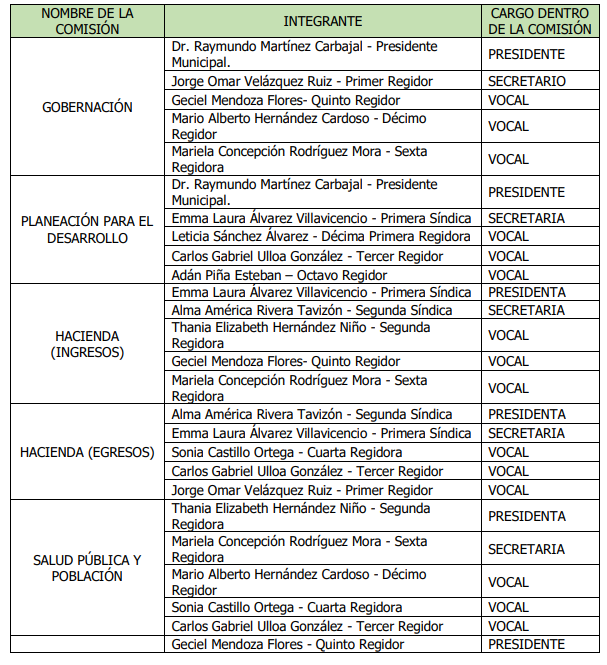 NOMBRE DE LA
COMISIÓN
INTEGRANTE
CARGO DENTRO
DE LA COMISIÓN
GOBERNACIÓN
Dr. Raymundo Martínez Carbajal - Presidente
Municipal.
PRESIDENTE
Jorge Omar Velázquez Ruiz - Primer Regidor
SECRETARIO
Geciel Mendoza Flores- Quinto Regidor
VOCAL
Mario Alberto Hernández Cardoso - Décimo
Regidor
VOCAL
Mariela Concepción Rodríguez Mora - Sexta
Regidora
VOCAL
PLANEACIÓN PARA EL
DESARROLLO
Dr. Raymundo Martínez Carbajal - Presidente
Municipal.
PRESIDENTE
Emma Laura Álvarez Villavicencio - Primera Síndica
SECRETARIA
Leticia Sánchez Álvarez - Décima Primera Regidora
VOCAL
Carlos Gabriel Ulloa González - Tercer Regidor
VOCAL
Adán Piña Esteban – Octavo Regidor
VOCAL
HACIENDA
(INGRESOS)
Emma Laura Álvarez Villavicencio - Primera Síndica
PRESIDENTA
Alma América Rivera Tavizón - Segunda Síndica
SECRETARIA
Thania Elizabeth Hernández Niño - Segunda
Regidora
VOCAL
Geciel Mendoza Flores- Quinto Regidor
VOCAL
Mariela Concepción Rodríguez Mora - Sexta
Regidora
VOCAL
HACIENDA (EGRESOS)
Alma América Rivera Tavizón - Segunda Síndica
PRESIDENTA
Emma Laura Álvarez Villavicencio - Primera Síndica
SECRETARIA
Sonia Castillo Ortega - Cuarta Regidora
VOCAL
Carlos Gabriel Ulloa González - Tercer Regidor
VOCAL
Jorge Omar Velázquez Ruiz - Primer Regidor
VOCAL
SALUD PÚBLICA Y
POBLACIÓN
Thania Elizabeth Hernández Niño - Segunda
Regidora
PRESIDENTA
Mariela Concepción Rodríguez Mora - Sexta
Regidora
SECRETARIA
Mario Alberto Hernández Cardoso - Décimo
Regidor
VOCAL
Sonia Castillo Ortega - Cuarta Regidora
VOCAL
Carlos Gabriel Ulloa González - Tercer Regidor
VOCAL
Geciel Mendoza Flores - Quinto Regidor
PRESIDENTE